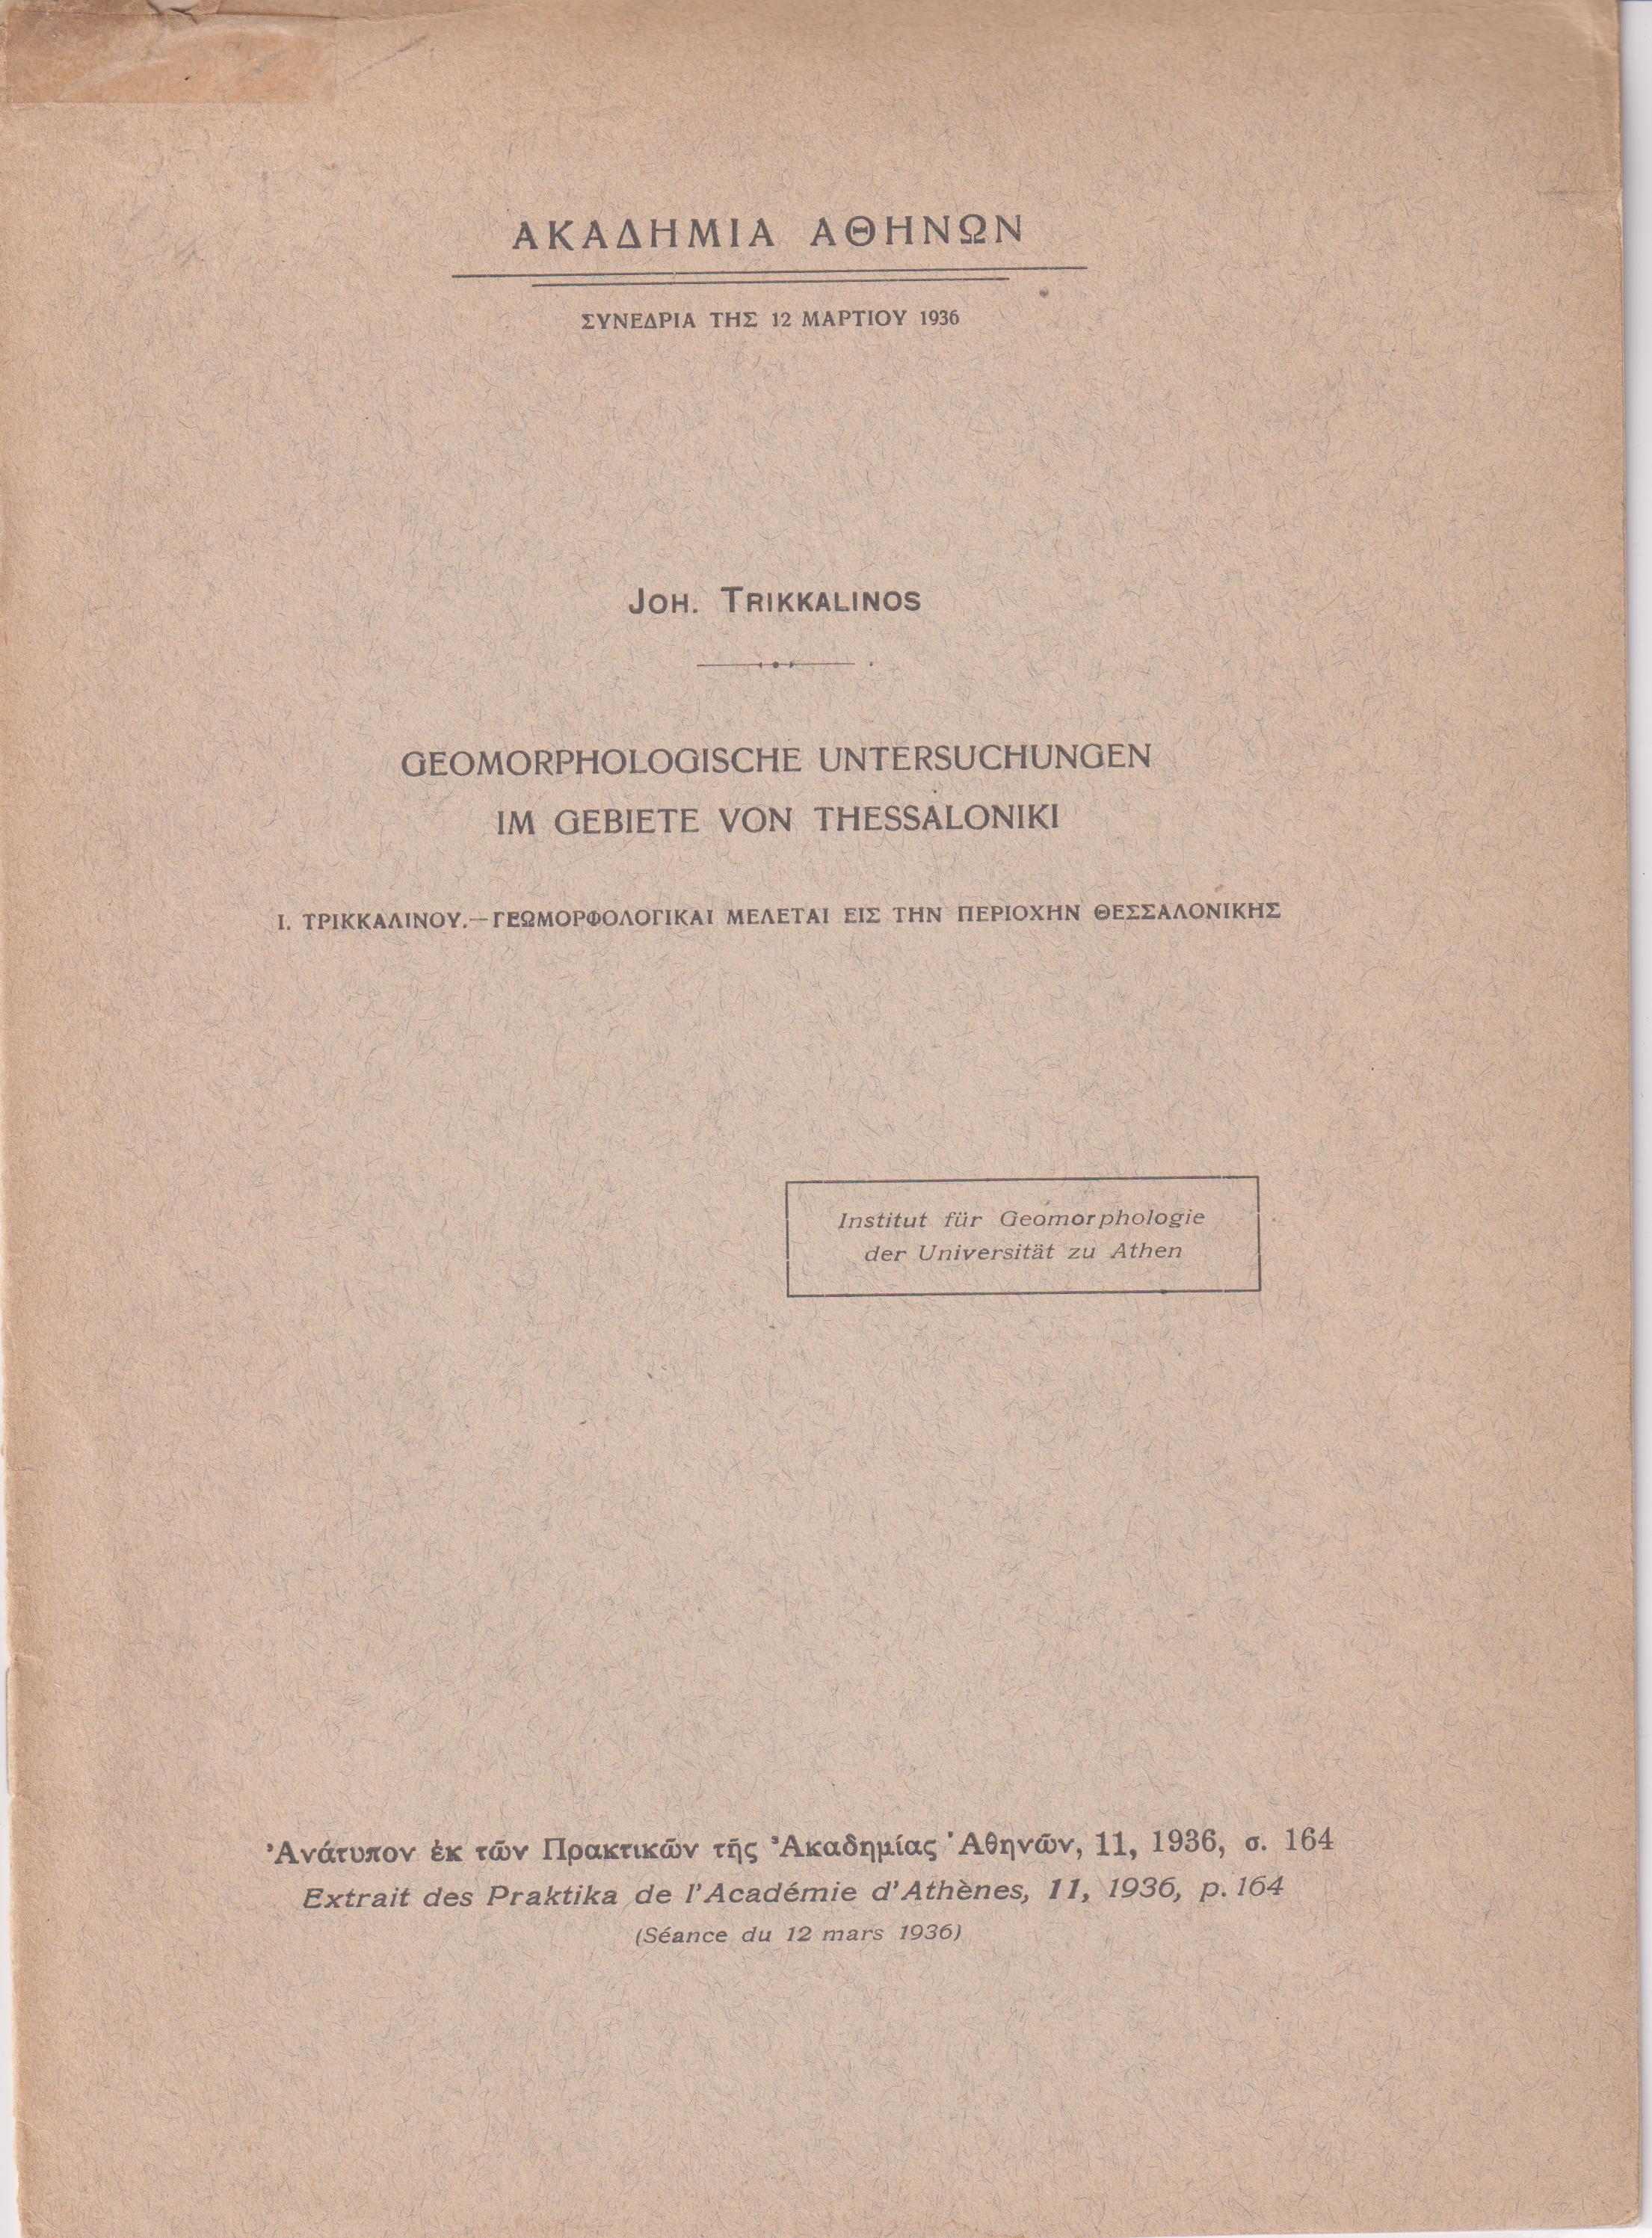 ΑΚΑΔΗΜΙΑ ΑΘΗΝΩΝ
ΣΥΝΕΔΡΙΑ ΤΗΣ 12 ΜΑΡΤΙΟΥ 1936
JOH. TRIKKALINOS
GEOMORPHOLOGISCHE UNTERSUCHUNGEN
IM GEBIETE VON THESSALONIKI
Ι. ΤΡΙΚΚΑΛΙΝΟΥ.—ΓΕΩΜΟΡΦΟΛΟΓΙΚΑΙ ΜΕΛΕΤΑΙ ΕΙΣ ΤΗΝ ΠΕΡΙΟΧΗΝ ΘΕΣΣΑΛΟΝΙΚΗΣ
Institut für Geomorphologie
der Universität zu Athen
Ἀνάτυπον ἐκ τῶν Πρακτικῶν τῆς Ἀκαδημίας Ἀθηνῶν, 11, 1936, σ. 164
Extrait des Praktika de l'Académie d'Athènes, 11, 1936, p. 164
(Séance du 12 mars 1936)